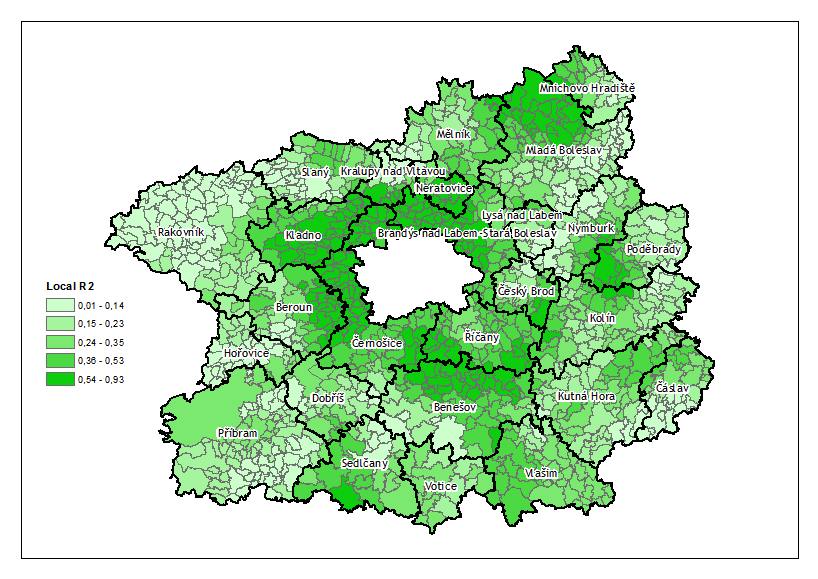 Mnichovo Hradiště
Mělník
Mladá Boleslav
Slaný
Kralupy nad Vltavou
Neratovice
Lysá nad Labem
Rakovník
Kladno
Brandýs nad Labem-Stará Boleslav
Nymburk
Poděbrady
Český Brod
Beroun
Kolín
Říčany
Černošice
Hořovice
Čáslav
Dobříš
Kutná Hora
Benešov
Příbram
Sedlčany
Vlašim
Votice
Local R2
0,01 - 0,14
0,15 - 0,23
0,24 - 0,35
0,36 - 0,53
0,54 - 0,93